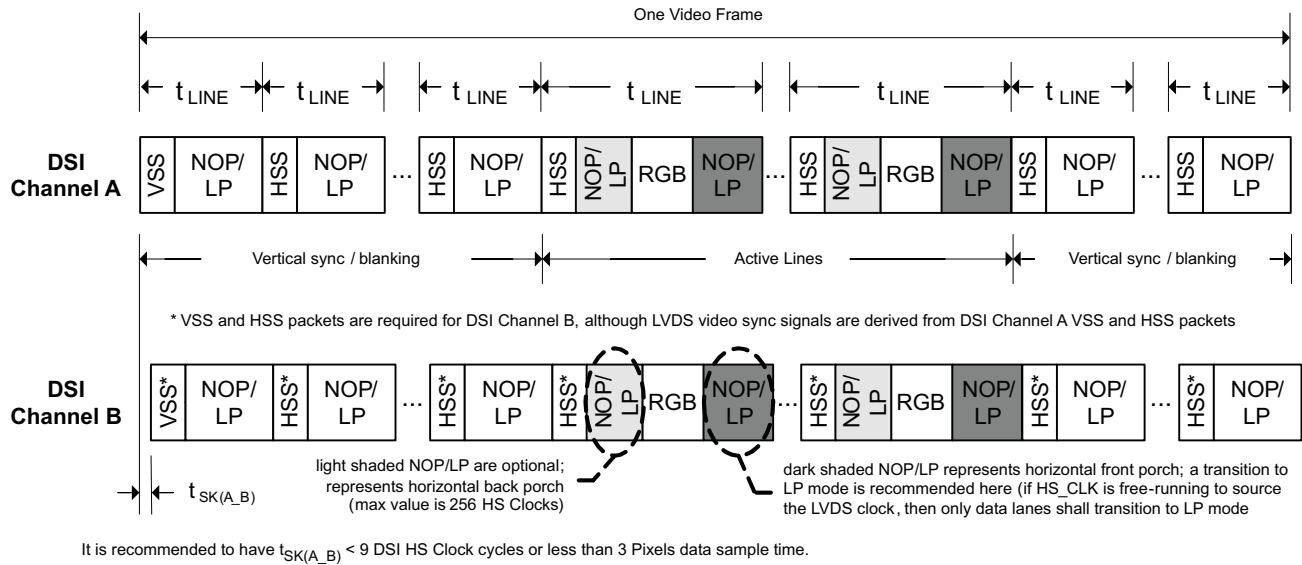 One Video Frame
t LINE t LINE t LINE t LINE t LINE t LINE t LINE
DSI
Channel A
VSS NOP/ LP HSS NOP/ LP ... HSS NOP/ LP HSS NOP/ LP RGB NOP/ LP ... HSS NOP/ LP RGB NOP/ LP HSS NOP/ LP ... HSS NOP/ LP
Vertical sync / blanking Active Lines Vertical sync / blanking
* VSS and HSS packets are required for DSI Channel B, although LVDS video sync signals are derived from DSI Channel A VSS and HSS packets
DSI
Channel B
VSS* NOP/ LP HSS* NOP/ LP ... HSS* NOP/ LP HSS* NOP/ LP RGB NOP/ LP ... HSS* NOP/ LP RGB NOP/ LP HSS* NOP/ LP ... HSS* NOP/ LP
t SK(A_B)
light shaded NOP/LP are optional;
represents horizontal back porch
(max value is 256 HS Clocks)
dark shaded NOP/LP represents horizontal front porch; a transition to
LP mode is recommended here (if HS_CLK is free-running to source
the LVDS clock, then only data lanes shall transition to LP mode
It is recommended to have tSK(A_B) < 9 DSI HS Clock cycles or less than 3 Pixels data sample time.